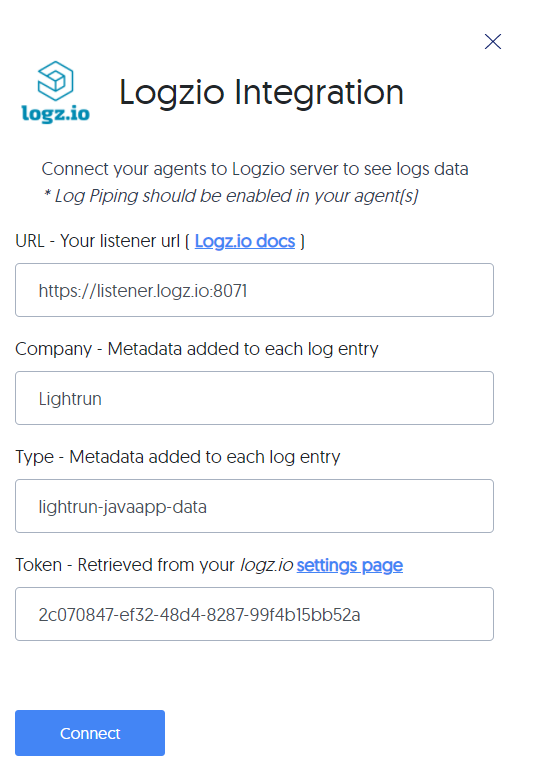 logz.io
Logzio Integration
Connect your agents to Logzio server to see logs data
* Log Piping should be enabled in your agent(s)
URL - Your listener url ( Logz.io docs )
https://listener.logz.io:8071
Company - Metadata added to each log entry
Lightrun
Type - Metadata added to each log entry
lightrun-javaapp-data
Token - Retrieved from your logz.io settings page
2c070847-ef32-48d4-8287-99f4b15bb52a
Connect